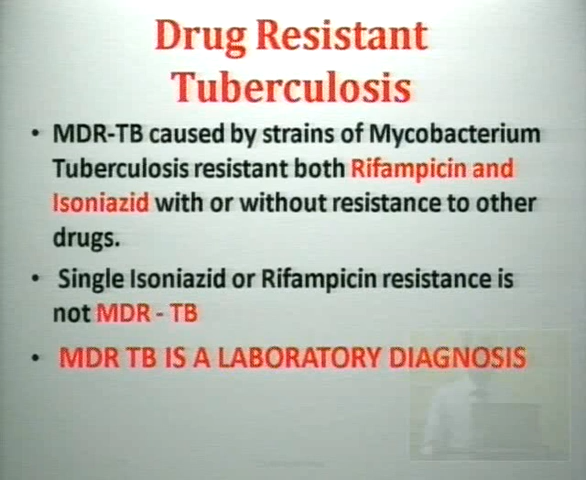 Drug Resistant
Tuberculosis
• MDR-TB caused by strains of Mycobacterium
Tuberculosis resistant both Rifampicin and
Isoniazid with or without resistance to other
drugs.
• Single Isoniazid or Rifampicin resistance is
not MDR - TB
• MDR TB IS A LABORATORY DIAGNOSIS